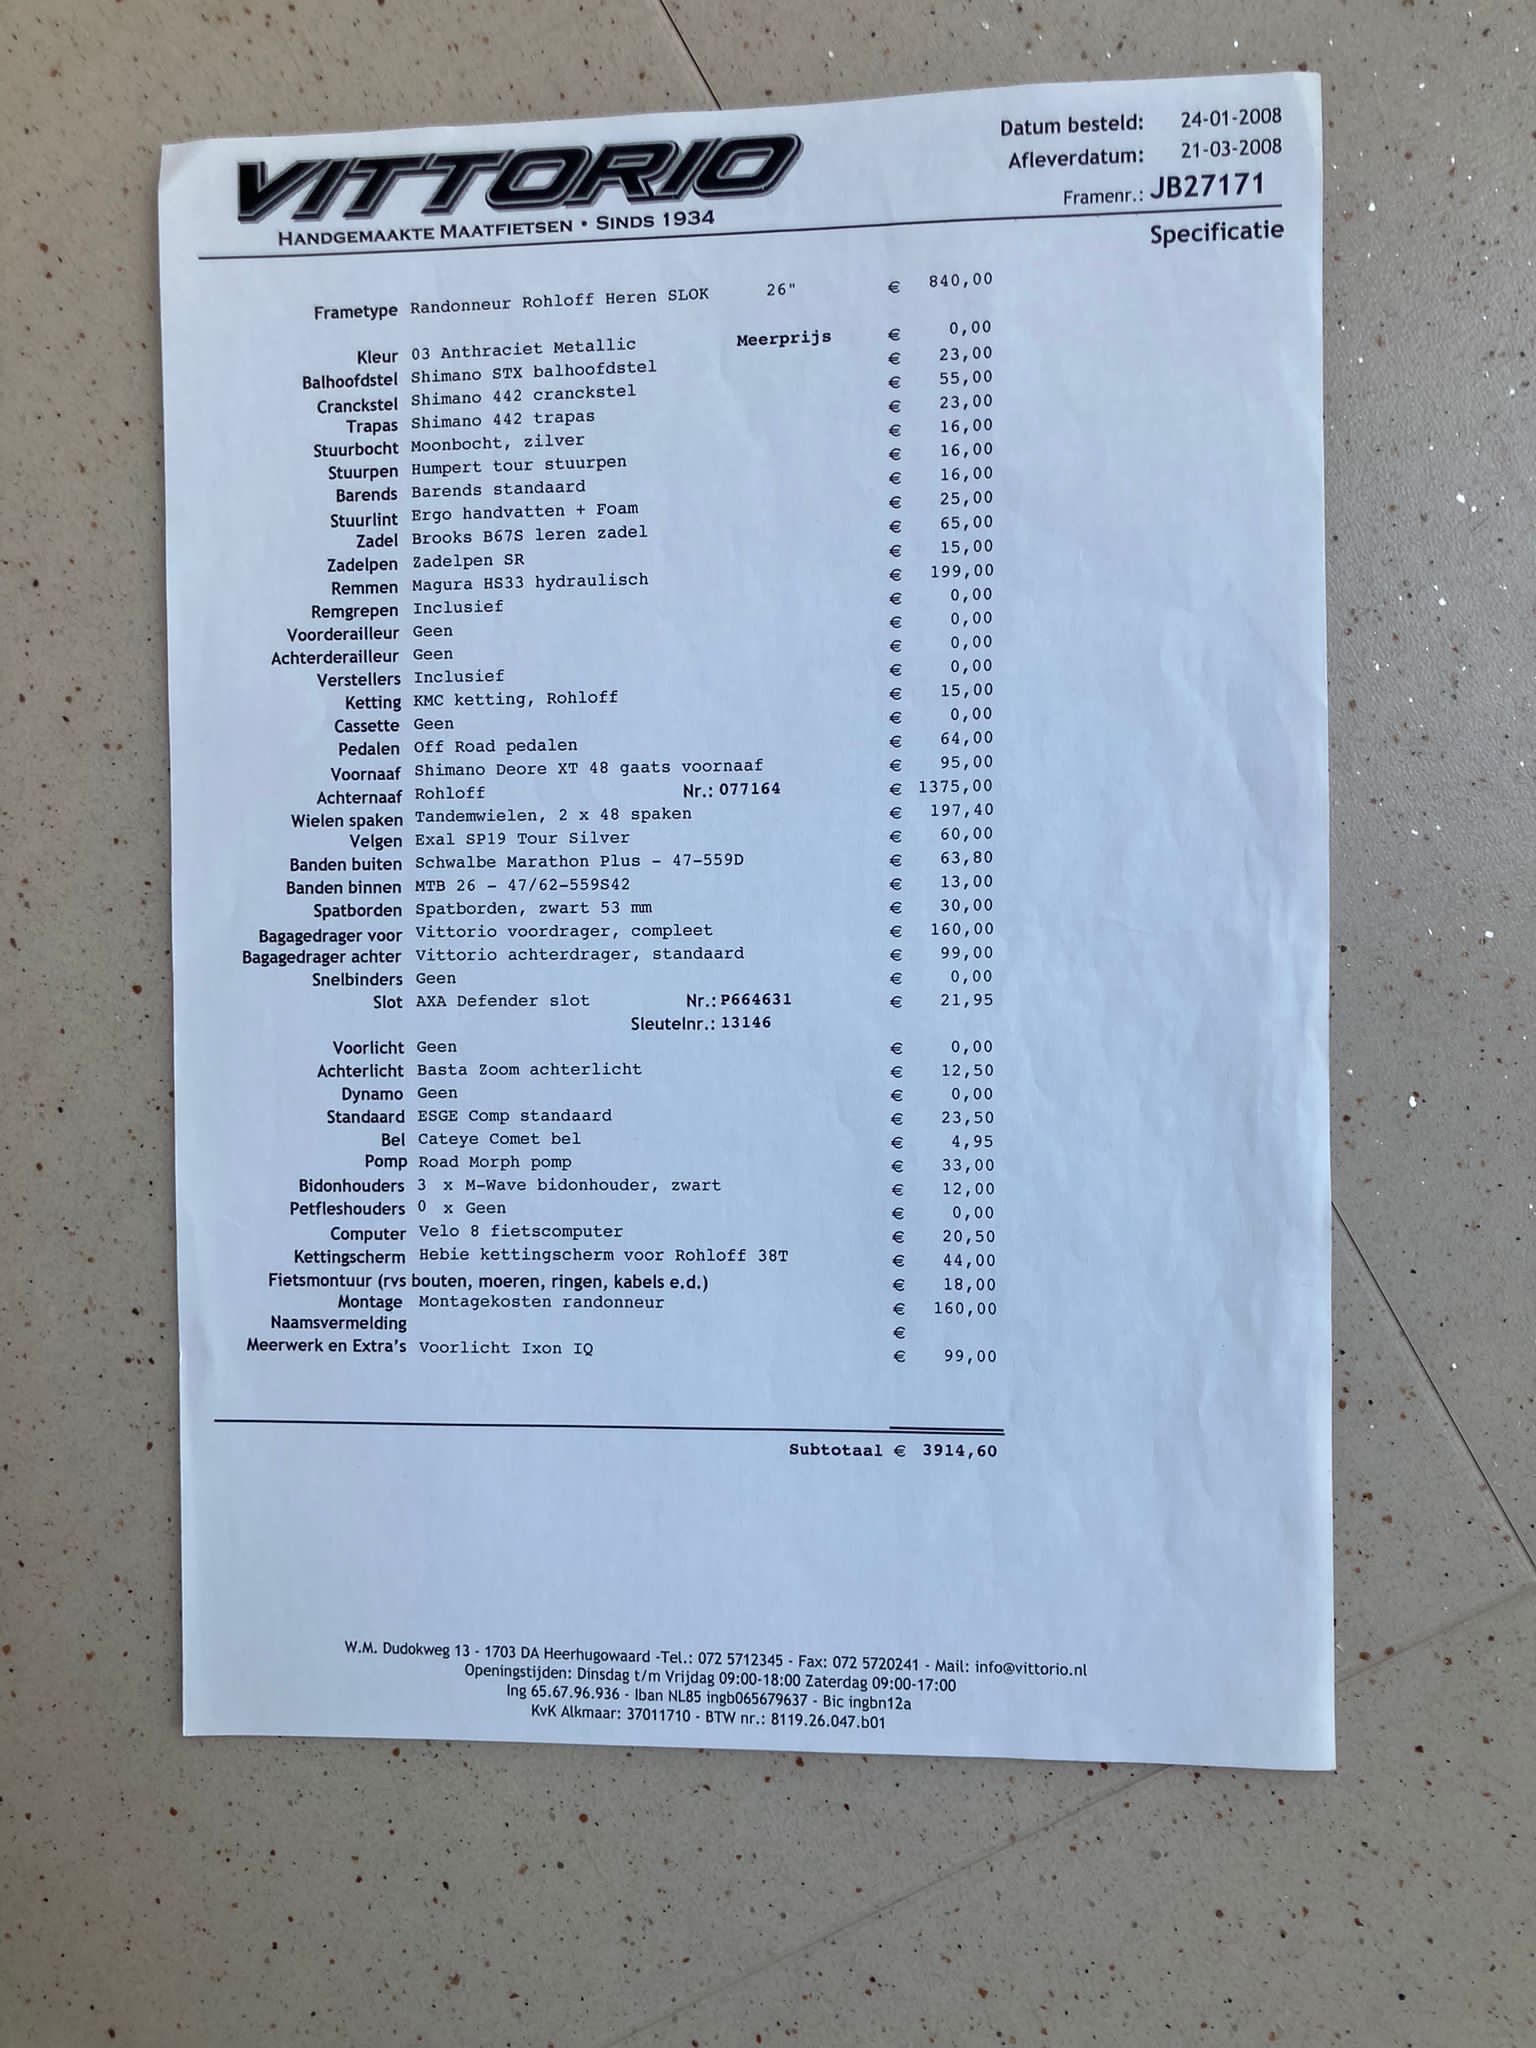 VITTORIO
HANDGEMAAKTE MAATFIETSEN • SINDS 1934
Datum besteld: 24-01-2008
Afleverdatum: 21-03-2008
Framenr.: JB27171
Specificatie
Frametype Randonneur Rohloff Heren SLOK 26" € 840,00
Kleur 03 Anthraciet Metallic Meerprijs € 0,00
Balhoofdstel Shimano STX balhoofdstel € 23,00
Cranckstel Shimano 442 cranckstel € 55,00
Trapas Shimano 442 trapas € 23,00
Stuurbocht Moonbocht, zilver € 16,00
Stuurpen Humpert tour stuurpen € 16,00
Barends Barends standaard € 16,00
Stuurlint Ergo handvatten + Foam € 25,00
Zadel Brooks B67S leren zadel € 65,00
Zadelpen Zadelpen SR € 15,00
Remmen Magura HS33 hydraulisch € 199,00
Remgrepen Inclusief € 0,00
Voorderailleur Geen € 0,00
Achterderailleur Geen € 0,00
Verstellers Inclusief € 0,00
Ketting KMC ketting, Rohloff € 15,00
Cassette Geen € 0,00
Pedalen Off Road pedalen € 64,00
Voornaaf Shimano Deore XT 48 gaats voornaaf € 95,00
Achternaaf Rohloff Nr.: 077164 € 1375,00
Wielen spaken Tandemwielen, 2 x 48 spaken € 197,40
Velgen Exal SP19 Tour Silver € 60,00
Banden buiten Schwalbe Marathon Plus - 47-559D € 63,80
Banden binnen MTB 26 - 47/62-559S42 € 13,00
Spatborden Spatborden, zwart 53 mm € 30,00
Bagagedrager voor Vittorio voordrager, compleet € 160,00
Bagagedrager achter Vittorio achterdrager, standaard € 99,00
Snelbinders Geen € 0,00
Slot AXA Defender slot Nr.: P664631 € 21,95
Sleutelnr.: 13146
Voorlicht Geen € 0,00
Achterlicht Basta Zoom achterlicht € 12,50
Dynamo Geen € 0,00
Standaard ESGE Comp standaard € 23,50
Bel Cateye Comet bel € 4,95
Pomp Road Morph pomp € 33,00
Bidonhouders 3 x M-Wave bidonhouder, zwart € 12,00
Petfleshouders 0 x Geen € 0,00
Computer Velo 8 fietscomputer € 20,50
Kettingscherm Hebie kettingscherm voor Rohloff 38T € 44,00
Fietsmontuur (rvs bouten, moeren, ringen, kabels e.d.) € 18,00
Montage Montagekosten randonneur € 160,00
Naamsvermelding €
Meerwerk en Extra's Voorlicht Ixon IQ € 99,00
Subtotaal € 3914,60
W.M. Dudokweg 13 - 1703 DA Heerhugowaard -Tel.: 072 5712345 - Fax: 072 5720241 - Mail: info@vittorio.nl
Openingstijden: Dinsdag t/m Vrijdag 09:00-18:00 Zaterdag 09:00-17:00
Ing 65.67.96.936 - Iban NL85 ingb065679637 - Bic ingbn12a
KvK Alkmaar: 37011710 - BTW nr.: 8119.26.047.b01